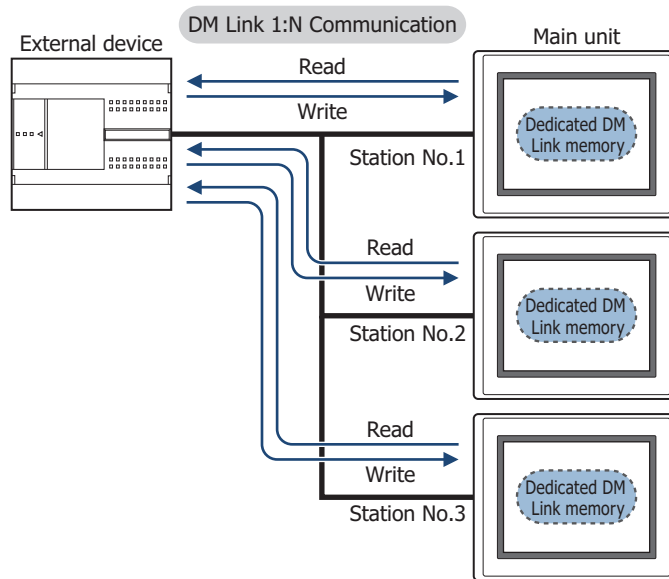 DM Link 1:N Communication
External device
Main unit
Read
Write
Dedicated DM
Link memory
Station No.1
Read
Write
Dedicated DM
Link memory
Station No.2
Read
Write
Dedicated DM
Link memory
Station No.3